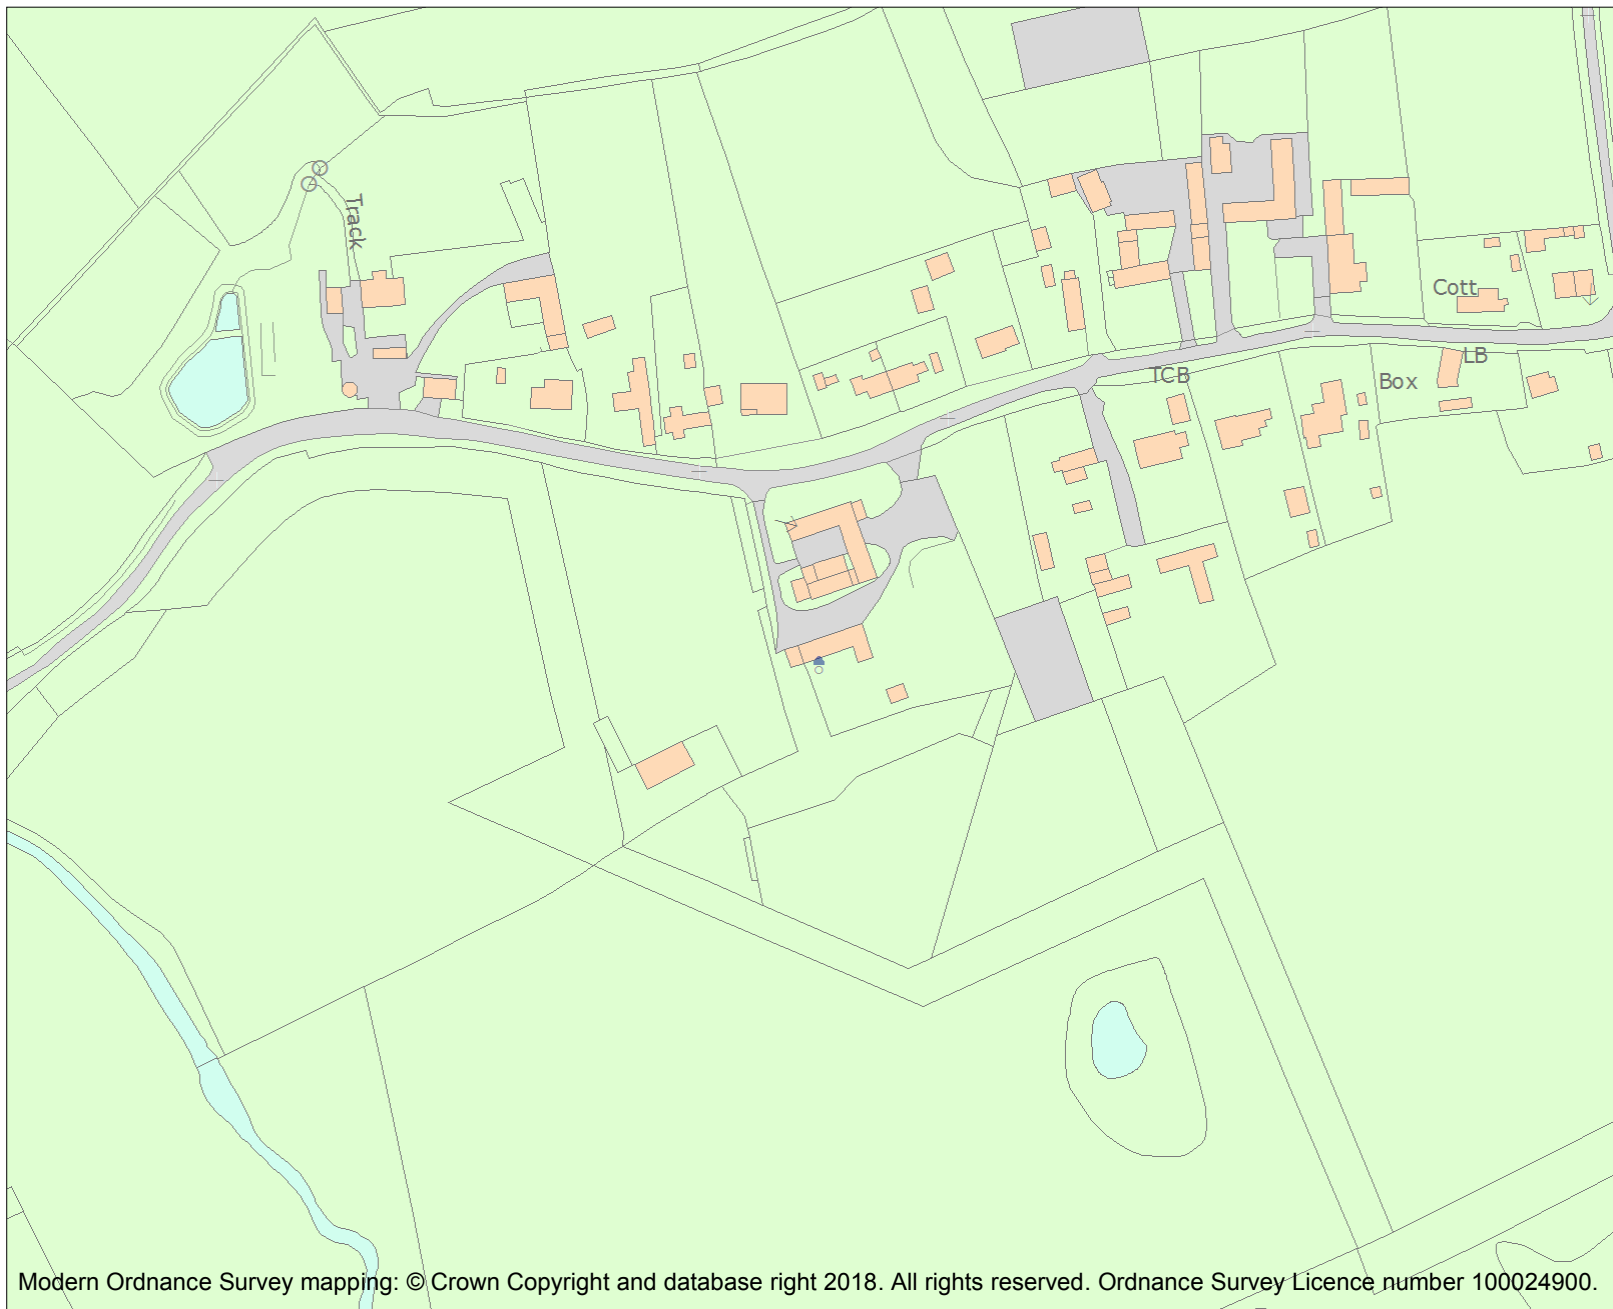 Track
Cott
LB
TCB
Box
Modern Ordnance Survey mapping: © Crown Copyright and database right 2018. All rights reserved. Ordnance Survey Licence number 100024900.